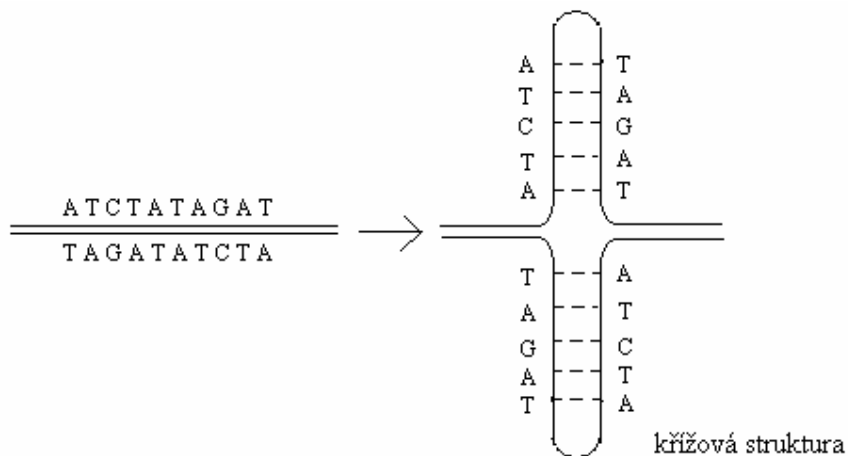 A T
T A
C G
T A
A T
ATCTATAGAT
TAGATATCTA
T A
A T
G C
A T
T A
křížová struktura